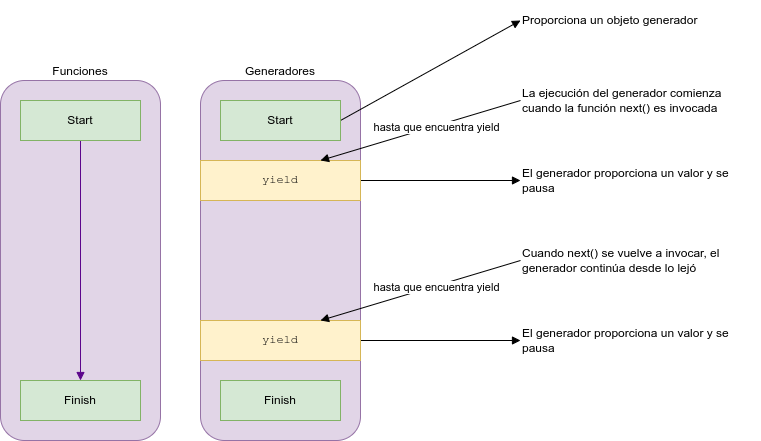 Proporciona un objeto generador
Funciones
Generadores
La ejecución del generador comienza
cuando la función next() es invocada
Start
Start
hasta que encuentra yield
yield
El generador proporciona un valor y se
pausa
Cuando next() se vuelve a invocar, el
generador continúa desde lo lejó
hasta que encuentra yield
yield
El generador proporciona un valor y se
pausa
Finish
Finish